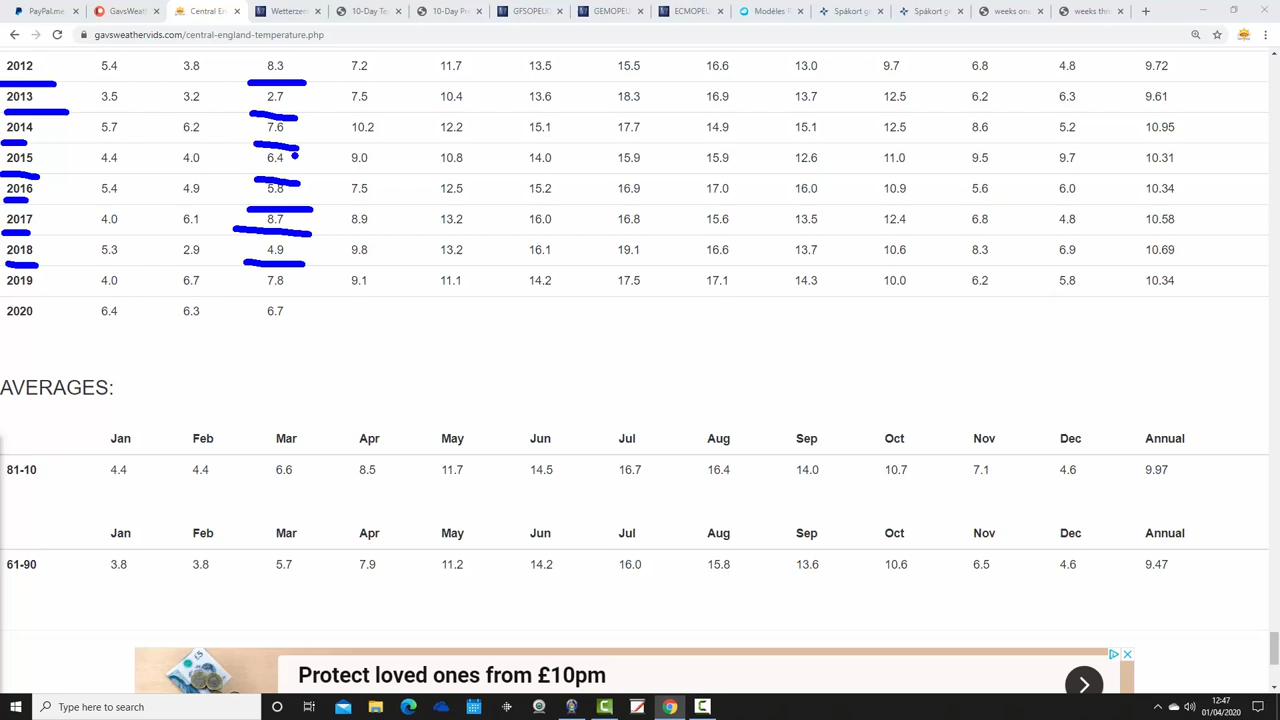 PayPal.me
GavsWeath
Central En
Wetterzen
10-Day Te
10-Day Pre
GFSOPEU
GEMOPEU
ECMOPEU
Modèles
Spákort g
Spákort g
weeks one
weeks thr
gavsweathervids.com/central-england-temperature.php
2012 5.4 3.8 8.3 7.2 11.7 13.5 15.5 16.6 13.0 9.7 6.8 4.8 9.72
2013 3.5 3.2 2.7 7.5 10.4 13.6 18.3 16.9 13.7 12.5 6.2 6.3 9.61
2014 5.7 6.2 7.6 10.2 12.2 15.1 17.7 14.9 15.1 12.5 8.6 5.2 10.95
2015 4.4 4.0 6.4 9.0 10.8 14.0 15.9 15.9 12.6 11.0 9.5 9.7 10.31
2016 5.4 4.9 5.8 7.5 12.5 15.2 16.9 17.0 16.0 10.9 5.6 6.0 10.34
2017 4.0 6.1 8.7 8.9 13.2 16.0 16.8 15.6 13.5 12.4 6.8 4.8 10.58
2018 5.3 2.9 4.9 9.8 13.2 16.1 19.1 16.6 13.7 10.6 8.3 6.9 10.69
2019 4.0 6.7 7.8 9.1 11.1 14.2 17.5 17.1 14.3 10.0 6.2 5.8 10.34
2020 6.4 6.3 6.7
AVERAGES:
Jan Feb Mar Apr May Jun Jul Aug Sep Oct Nov Dec Annual
81-10 4.4 4.4 6.6 8.5 11.7 14.5 16.7 16.4 14.0 10.7 7.1 4.6 9.97
Jan Feb Mar Apr May Jun Jul Aug Sep Oct Nov Dec Annual
61-90 3.8 3.8 5.7 7.9 11.2 14.2 16.0 15.8 13.6 10.6 6.5 4.6 9.47
Protect loved ones from £10pm
Type here to search
12:47
01/04/2020